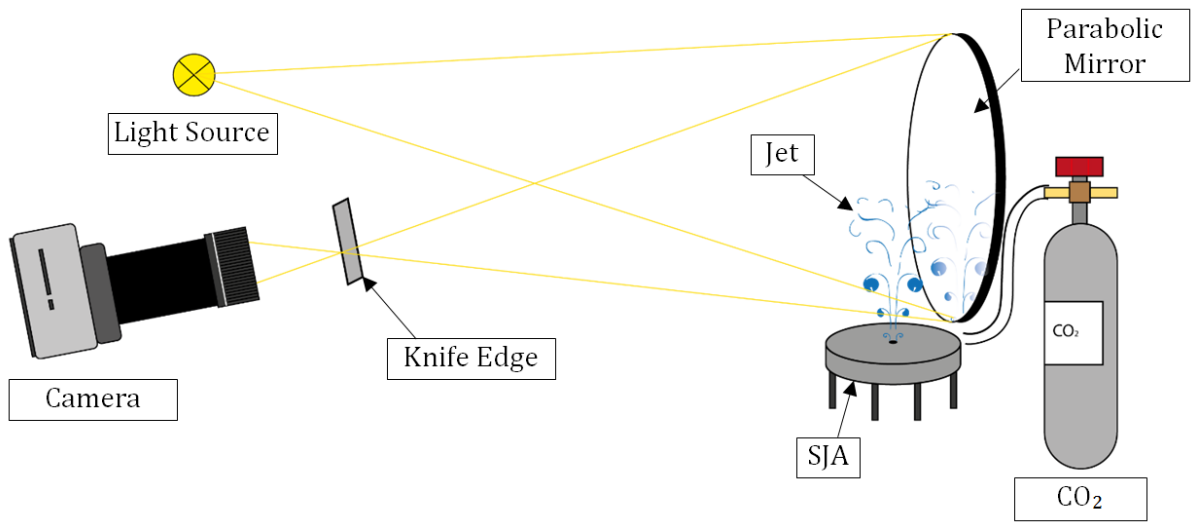 Parabolic
Mirror
Light Source
Jet
Knife Edge
Camera
SJA
CO₂
CO₂